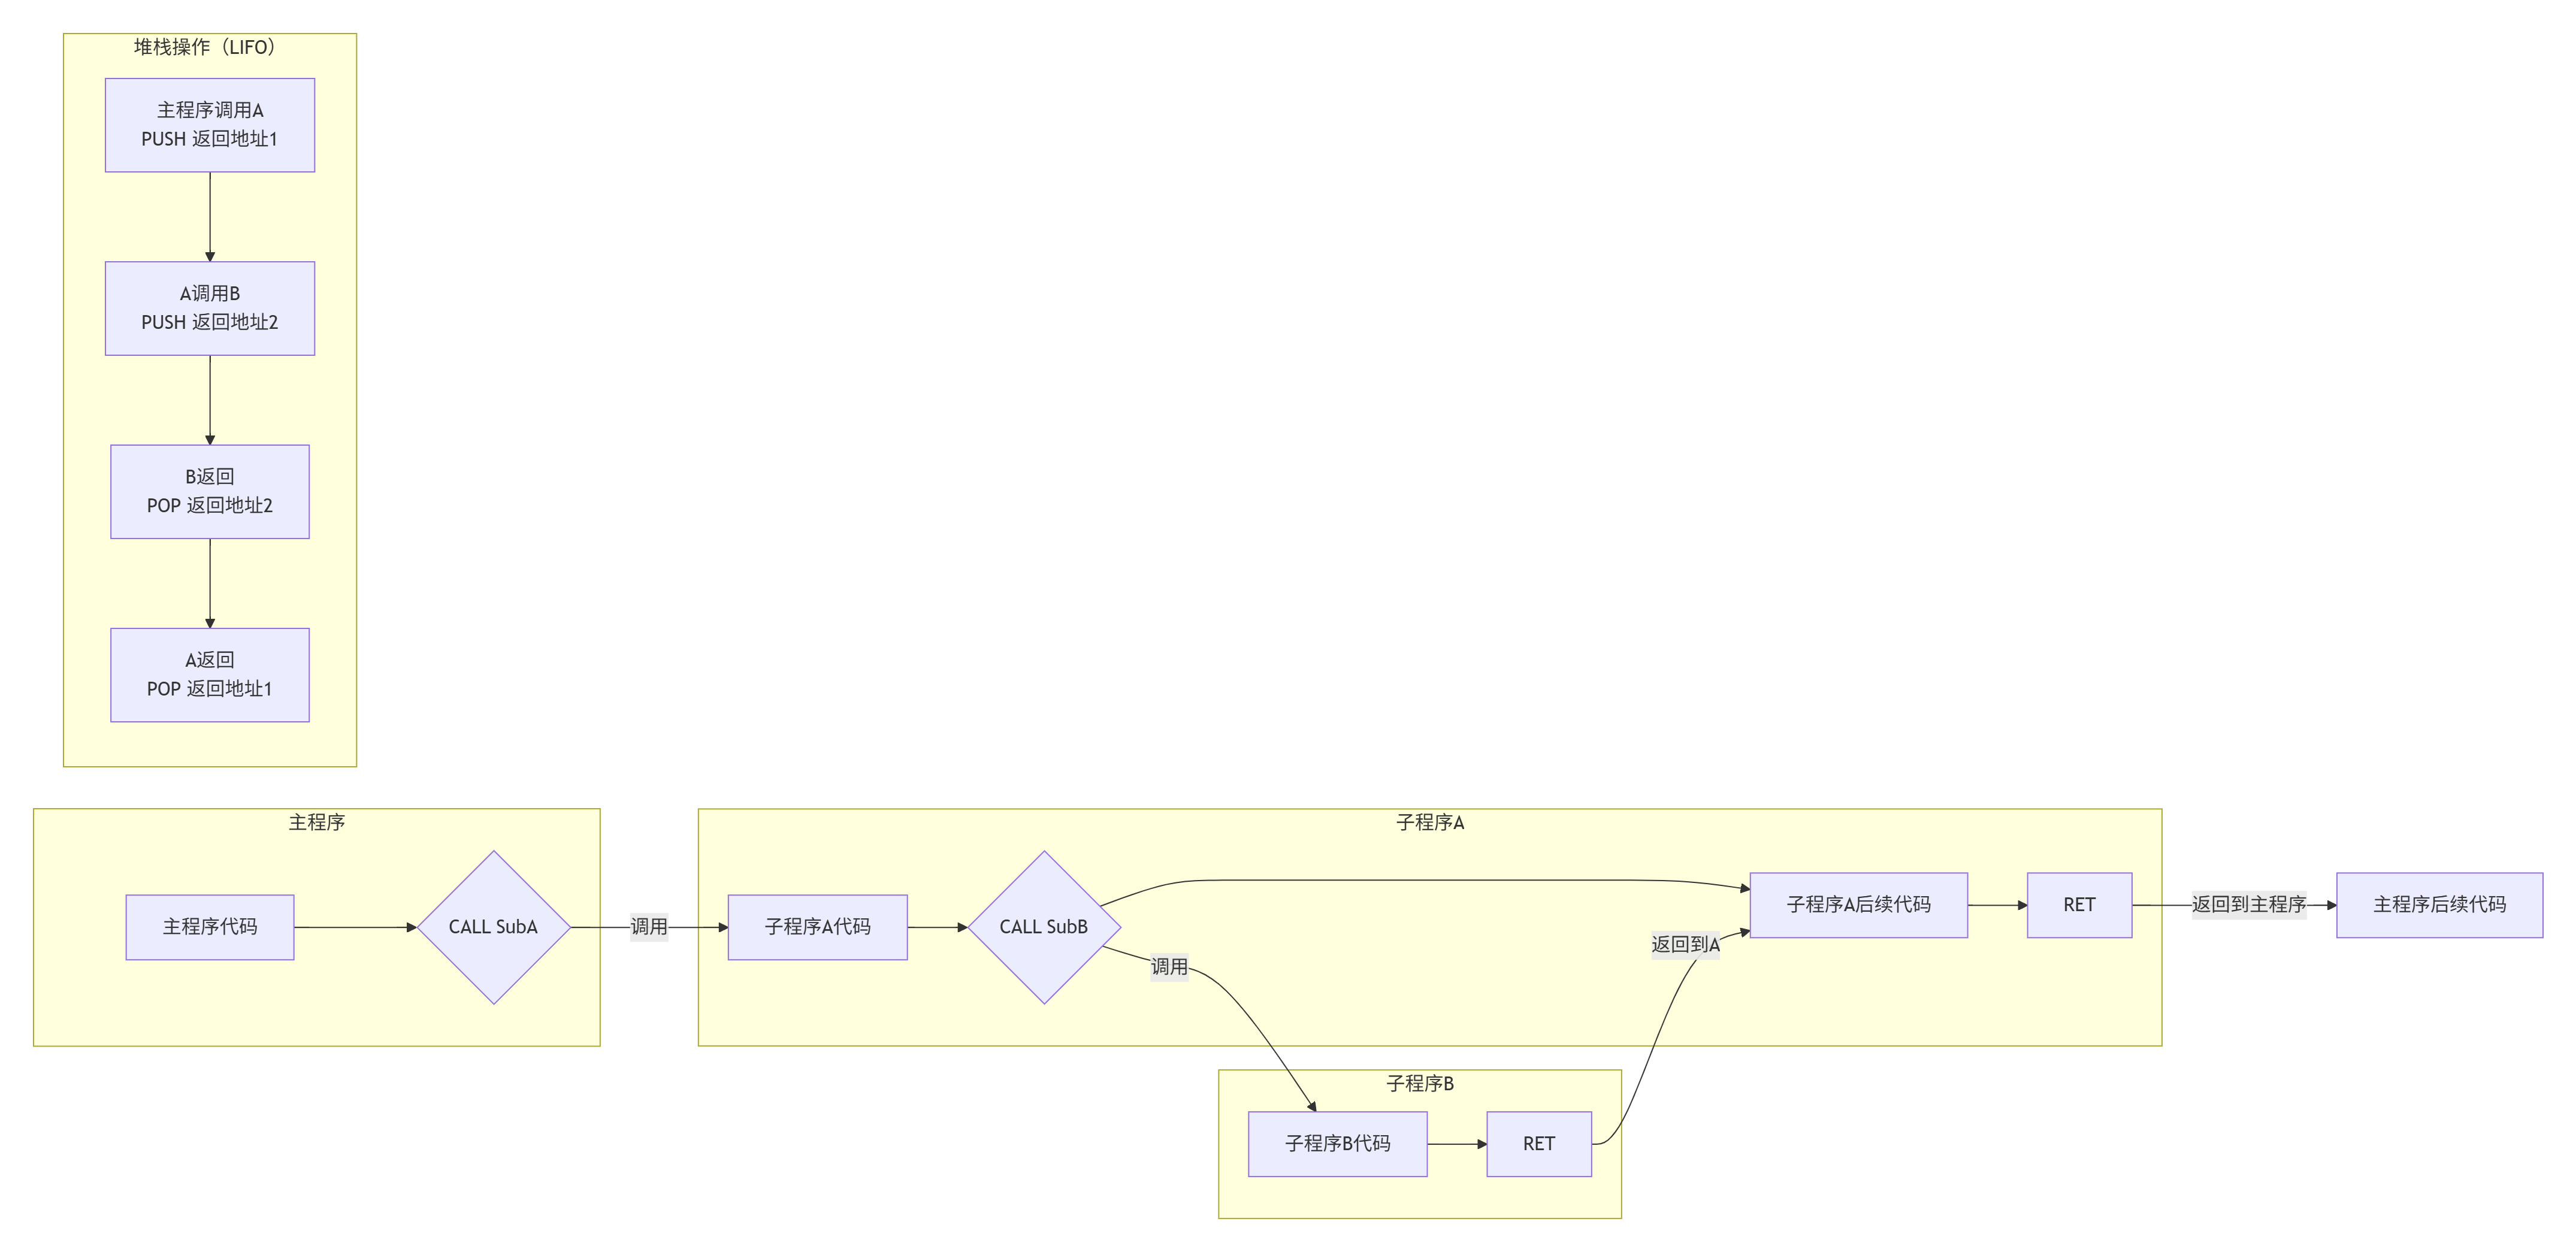 堆栈操作（LIFO）
主程序调用A
PUSH 返回地址1
A调用B
PUSH 返回地址2
B返回
POP 返回地址2
A返回
POP 返回地址1
主程序
主程序代码
CALL SubA
调用
子程序A
子程序A代码
CALL SubB
调用
返回到A
子程序A后续代码
RET
返回到主程序
主程序后续代码
子程序B
子程序B代码
RET